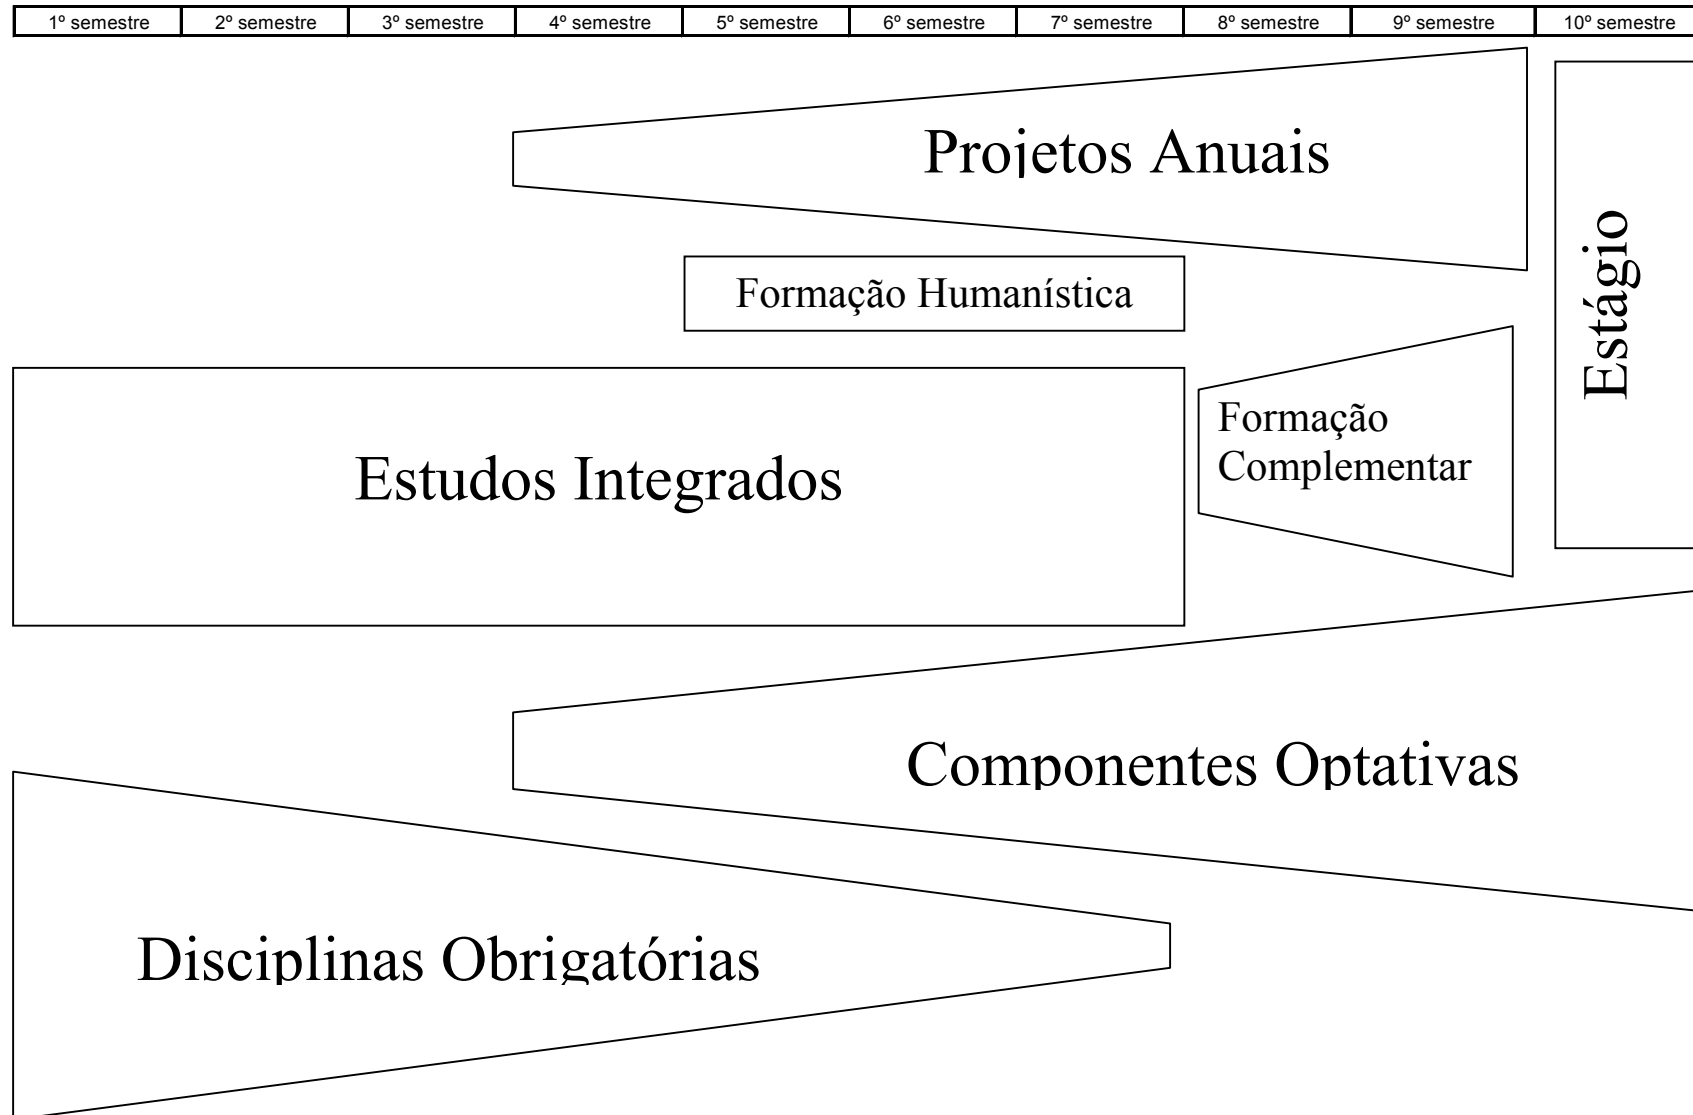 1º semestre 2º semestre 3º semestre 4º semestre 5º semestre 6º semestre 7º semestre 8º semestre 9º semestre 10º semestre
Projetos Anuais
Formação Humanística
Estágio
Formação
Complementar
Estudos Integrados
Componentes Optativas
Disciplinas Obrigatórias